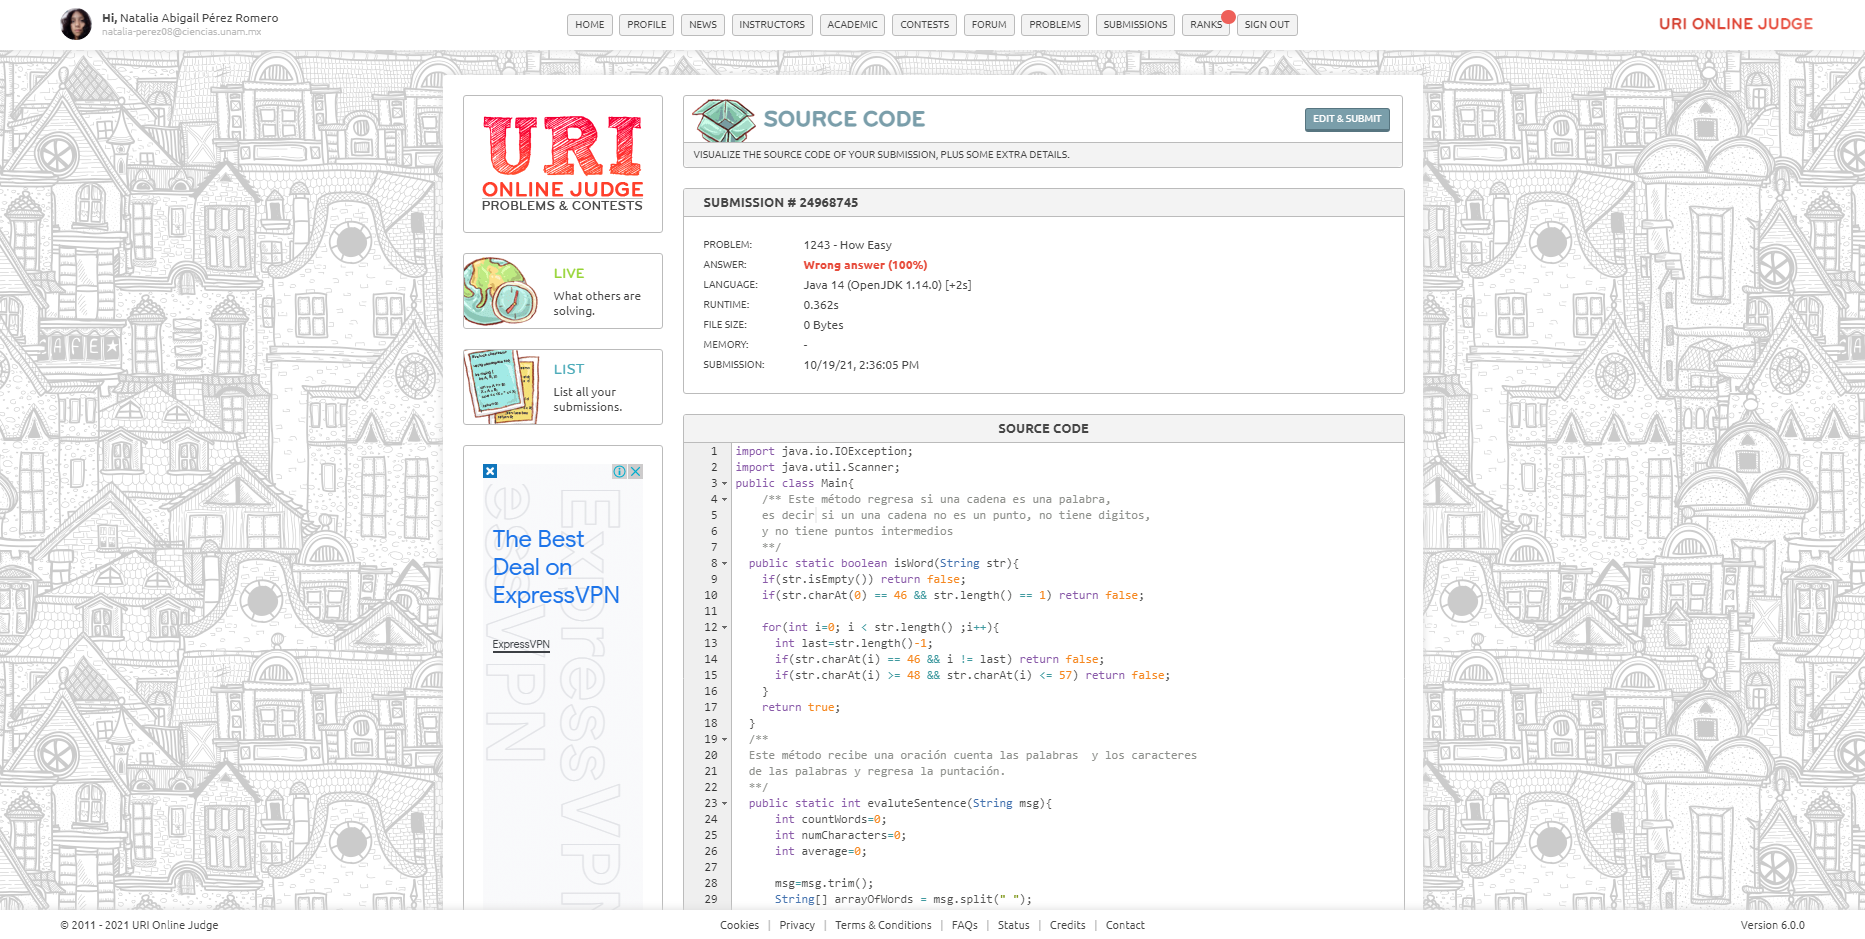 Hi, Natalia Abigail Pérez Romero
natalia-perez08@ciencias.unam.mx
HOME
PROFILE
NEWS
INSTRUCTORS
ACADEMIC
CONTESTS
FORUM
PROBLEMS
SUBMISSIONS
RANKS
SIGN OUT
URI ONLINE JUDGE
URI
ONLINE JUDGE
PROBLEMS & CONTESTS
LIVE
What others are
solving.
LIST
List all your
submissions.
The Best
Deal on
ExpressVPN
ExpressVPN
SOURCE CODE
EDIT & SUBMIT
VISUALIZE THE SOURCE CODE OF YOUR SUBMISSION, PLUS SOME EXTRA DETAILS.
SUBMISSION # 24968745
PROBLEM: 1243 - How Easy
ANSWER: Wrong answer (100%)
LANGUAGE: Java 14 (OpenJDK 1.14.0) [+2s]
RUNTIME: 0.362s
FILE SIZE: 0 Bytes
MEMORY: -
SUBMISSION: 10/19/21, 2:36:05 PM
SOURCE CODE
1 import java.io.IOException;
2 import java.util.Scanner;
3 public class Main{
4 /** Este método regresa si una cadena es una palabra,
5 es decir si un una cadena no es un punto, no tiene digitos,
6 y no tiene puntos intermedios
7 **/
8 public static boolean isWord(String str){
9 if(str.isEmpty()) return false;
10 if(str.charAt(0) == 46 && str.length() == 1) return false;
11
12 for(int i=0; i < str.length() ;i++){
13 int last=str.length()-1;
14 if(str.charAt(i) == 46 && i != last) return false;
15 if(str.charAt(i) >= 48 && str.charAt(i) <= 57) return false;
16 }
17 return true;
18 }
19 /**
20 Este método recibe una oración cuenta las palabras  y los caracteres
21 de las palabras y regresa la puntación.
22 **/
23 public static int evaluteSentence(String msg){
24 int countWords=0;
25 int numCharacters=0;
26 int average=0;
27
28 msg=msg.trim();
29 String[] arrayOfWords = msg.split(" ");
© 2011 - 2021 URI Online Judge
Cookies | Privacy | Terms & Conditions | FAQs | Status | Credits | Contact
Version 6.0.0